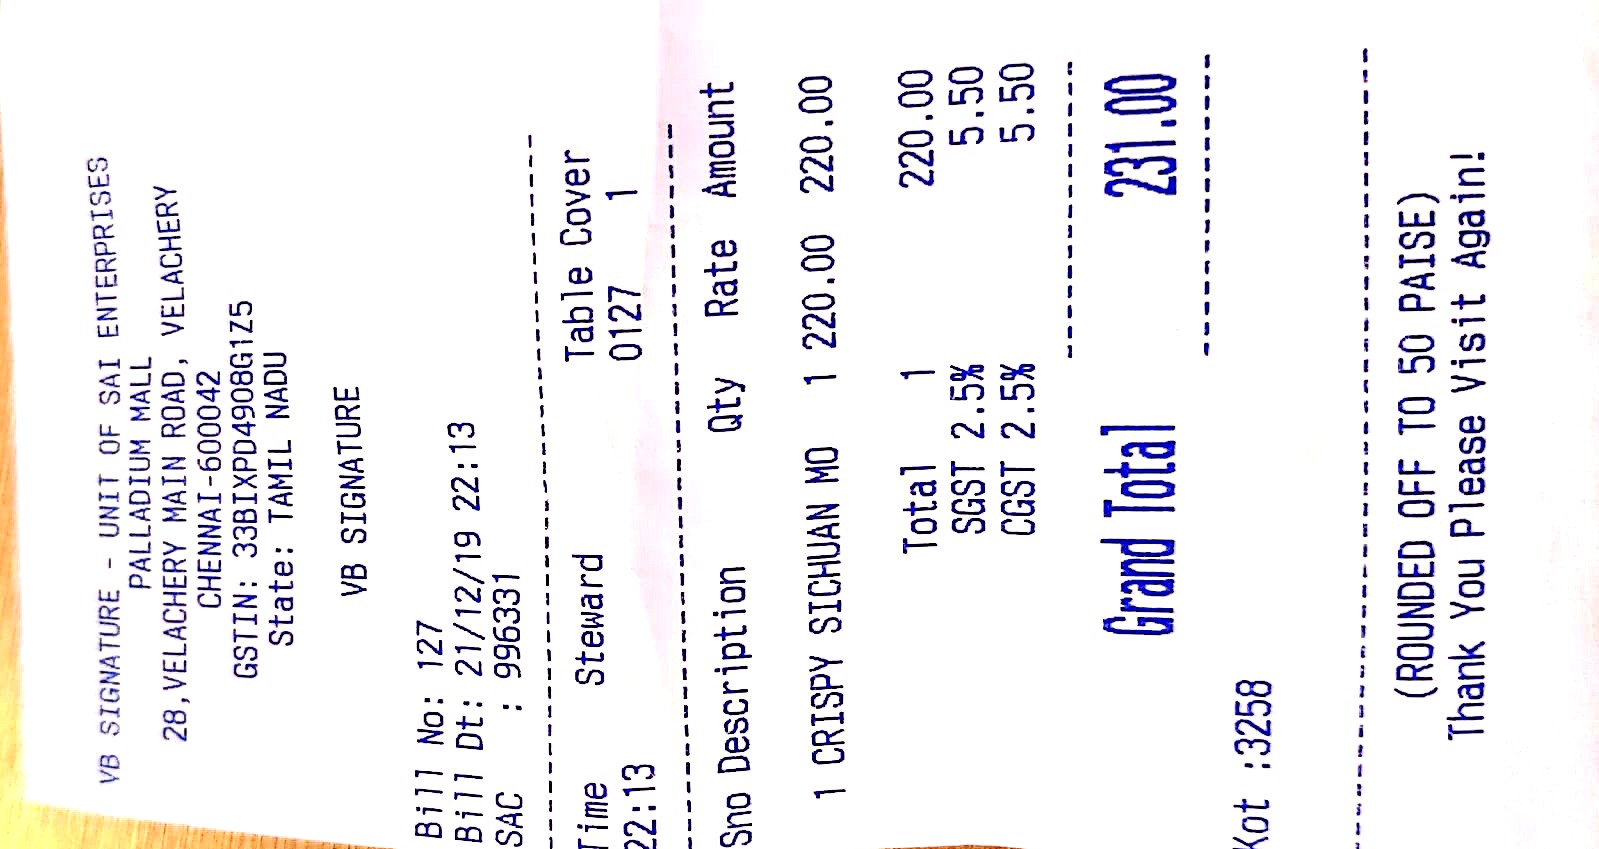 VB SIGNATURE - UNIT OF SAI ENTERPRISES
PALLADIUM MALL
28,VELACHERY MAIN ROAD, VELACHERY
CHENNAI-600042
GSTIN: 33BIXPD4908G1Z5
State: TAMIL NADU
VB SIGNATURE
Bill No: 127
Bill Dt: 21/12/19 22:13
SAC : 996331
Time Steward Table Cover
22:13 0127 1
Sno Description Qty Rate Amount
1 CRISPY SICHUAN MO 1 220.00 220.00
Total 1 220.00
SGST 2.5% 5.50
CGST 2.5% 5.50
Grand Total 231.00
Kot :3258
(ROUNDED OFF TO 50 PAISE)
Thank You Please Visit Again!